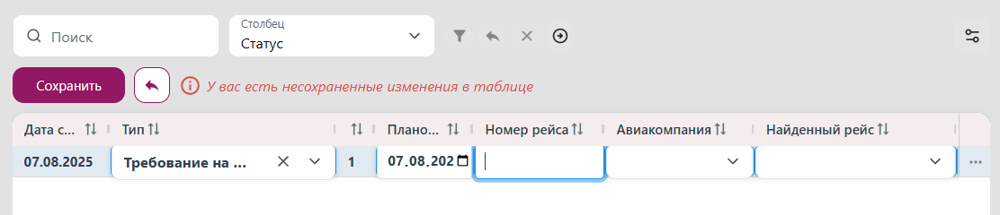 Поиск
Столбец
Статус
Сохранить
У вас есть несохраненные изменения в таблице
Дата с... Тип Плано... Номер рейса Авиакомпания Найденный рейс
07.08.2025 Требование на ... 1 07.08.202